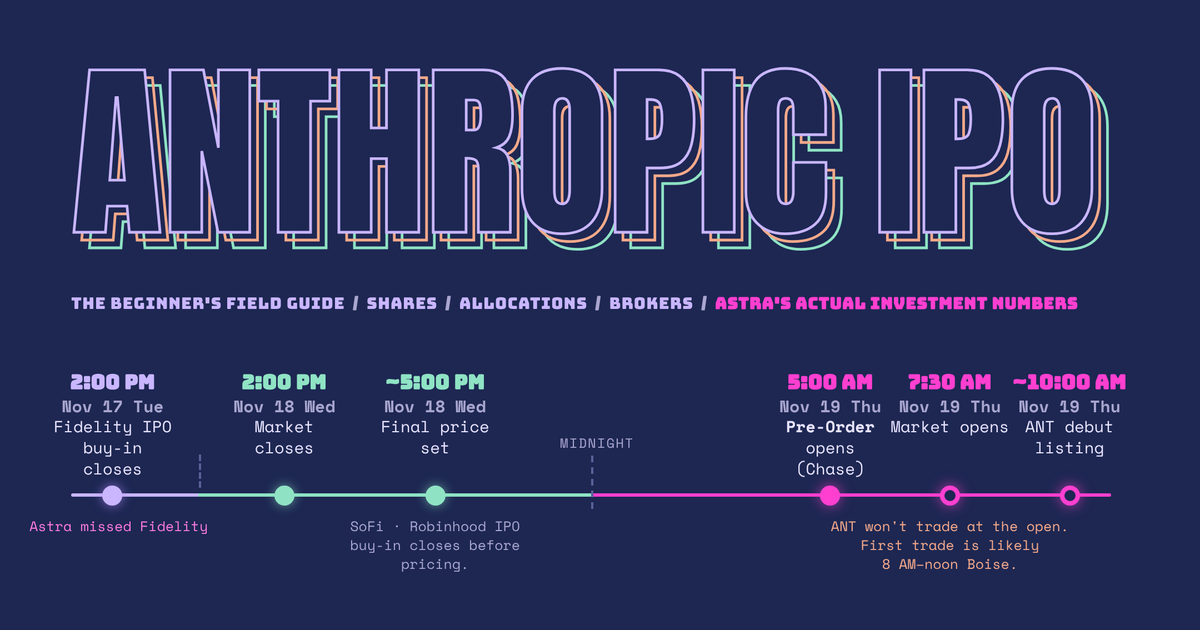 ANTHROPIC IPO
THE BEGINNER'S FIELD GUIDE / SHARES / ALLOCATIONS / BROKERS / ASTRA'S ACTUAL INVESTMENT NUMBERS
2:00 PM
Nov 17 Tue
Fidelity IPO
buy-in
closes
2:00 PM
Nov 18 Wed
Market
closes
~5:00 PM
Nov 18 Wed
Final price
set
MIDNIGHT
5:00 AM
Nov 19 Thu
Pre-Order
opens
(Chase)
7:30 AM
Nov 19 Thu
Market opens
~10:00 AM
Nov 19 Thu
ANT debut
listing
Astra missed Fidelity
SoFi · Robinhood IPO
buy-in closes before
pricing.
ANT won't trade at the open.
First trade is likely
8 AM–noon Boise.